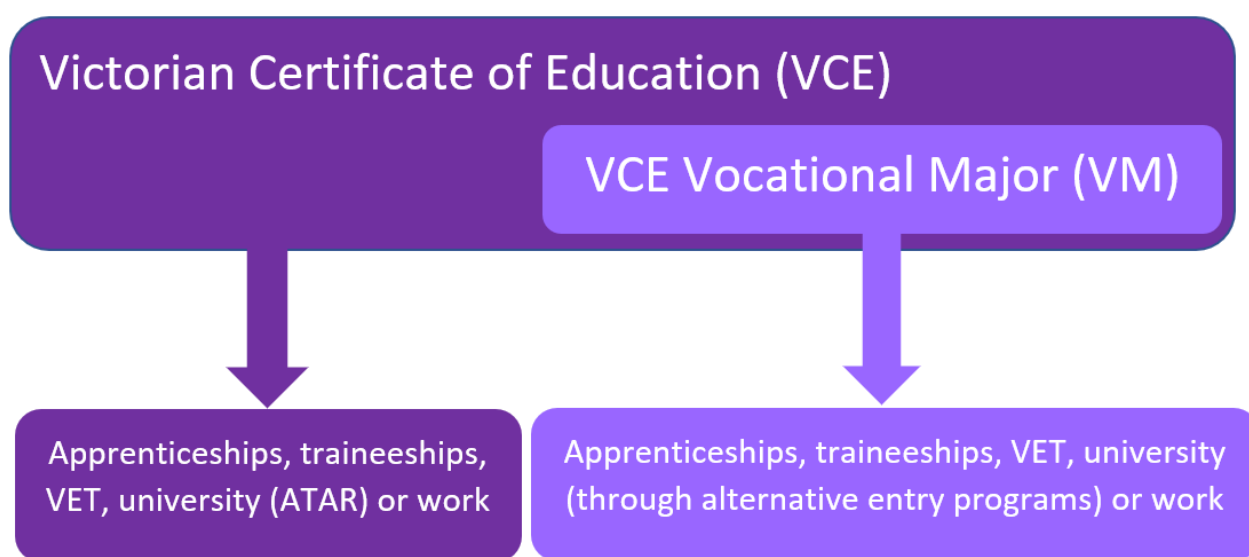 Victorian Certificate of Education (VCE)
VCE Vocational Major (VM)
Apprenticeships, traineeships,
VET, university (ATAR) or work
Apprenticeships, traineeships, VET, university
(through alternative entry programs) or work